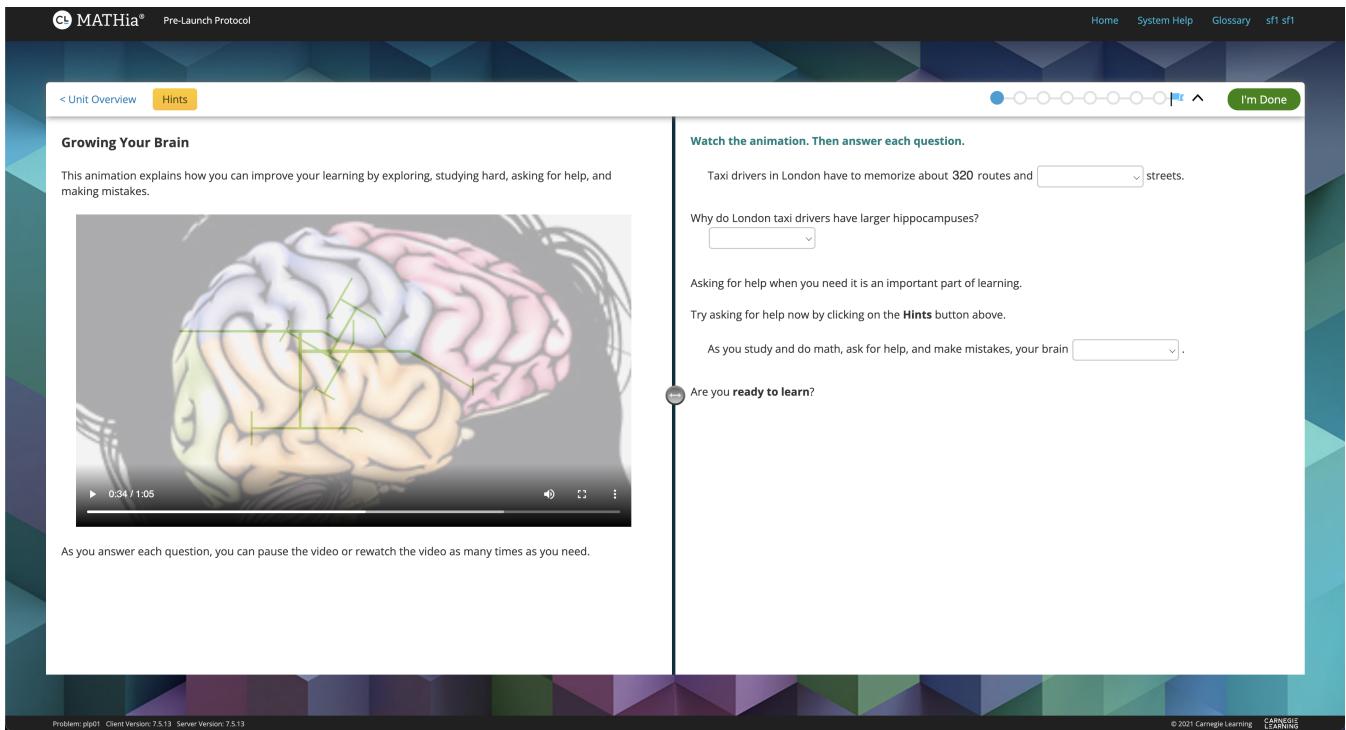 CL MATHia® Pre-Launch Protocol Home System Help Glossary sf1 sf1
< Unit Overview Hints I'm Done
Growing Your Brain
This animation explains how you can improve your learning by exploring, studying hard, asking for help, and
making mistakes.
0:34 / 1:05
As you answer each question, you can pause the video or rewatch the video as many times as you need.
Watch the animation. Then answer each question.
Taxi drivers in London have to memorize about 320 routes and streets.
Why do London taxi drivers have larger hippocampuses?
Asking for help when you need it is an important part of learning.
Try asking for help now by clicking on the Hints button above.
As you study and do math, ask for help, and make mistakes, your brain .
Are you ready to learn?
Problem: plp01 Client Version: 7.5.13 Server Version: 7.5.13 © 2021 Carnegie Learning CARNEGIE
LEARNING